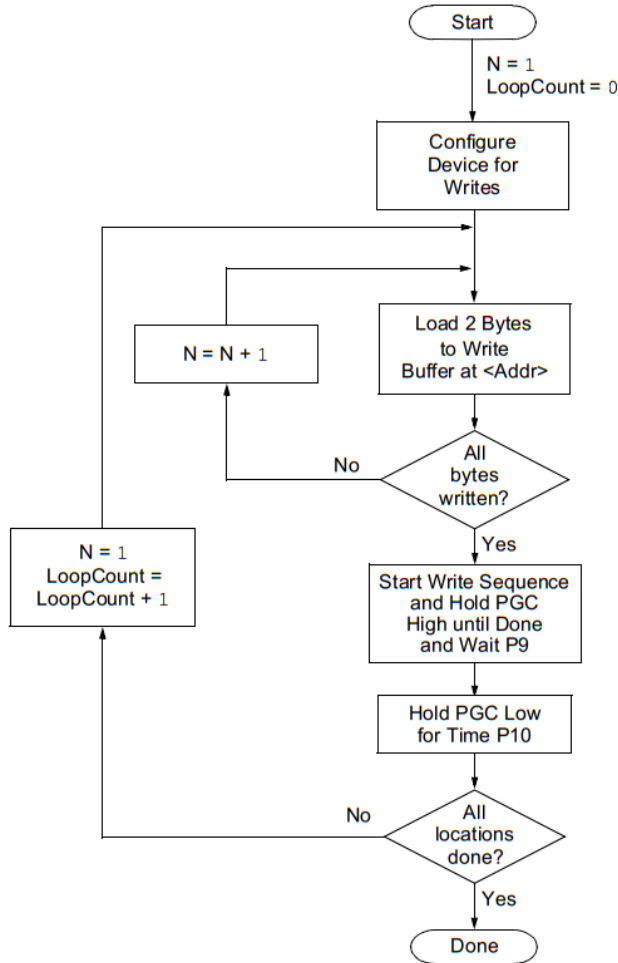 Start
N = 1
LoopCount = 0
Configure
Device for
Writes
Load 2 Bytes
to Write
Buffer at <Addr>
N = N + 1
All
bytes
written?
No
Yes
N = 1
LoopCount =
LoopCount + 1
Start Write Sequence
and Hold PGC
High until Done
and Wait P9
Hold PGC Low
for Time P10
No
All
locations
done?
Yes
Done